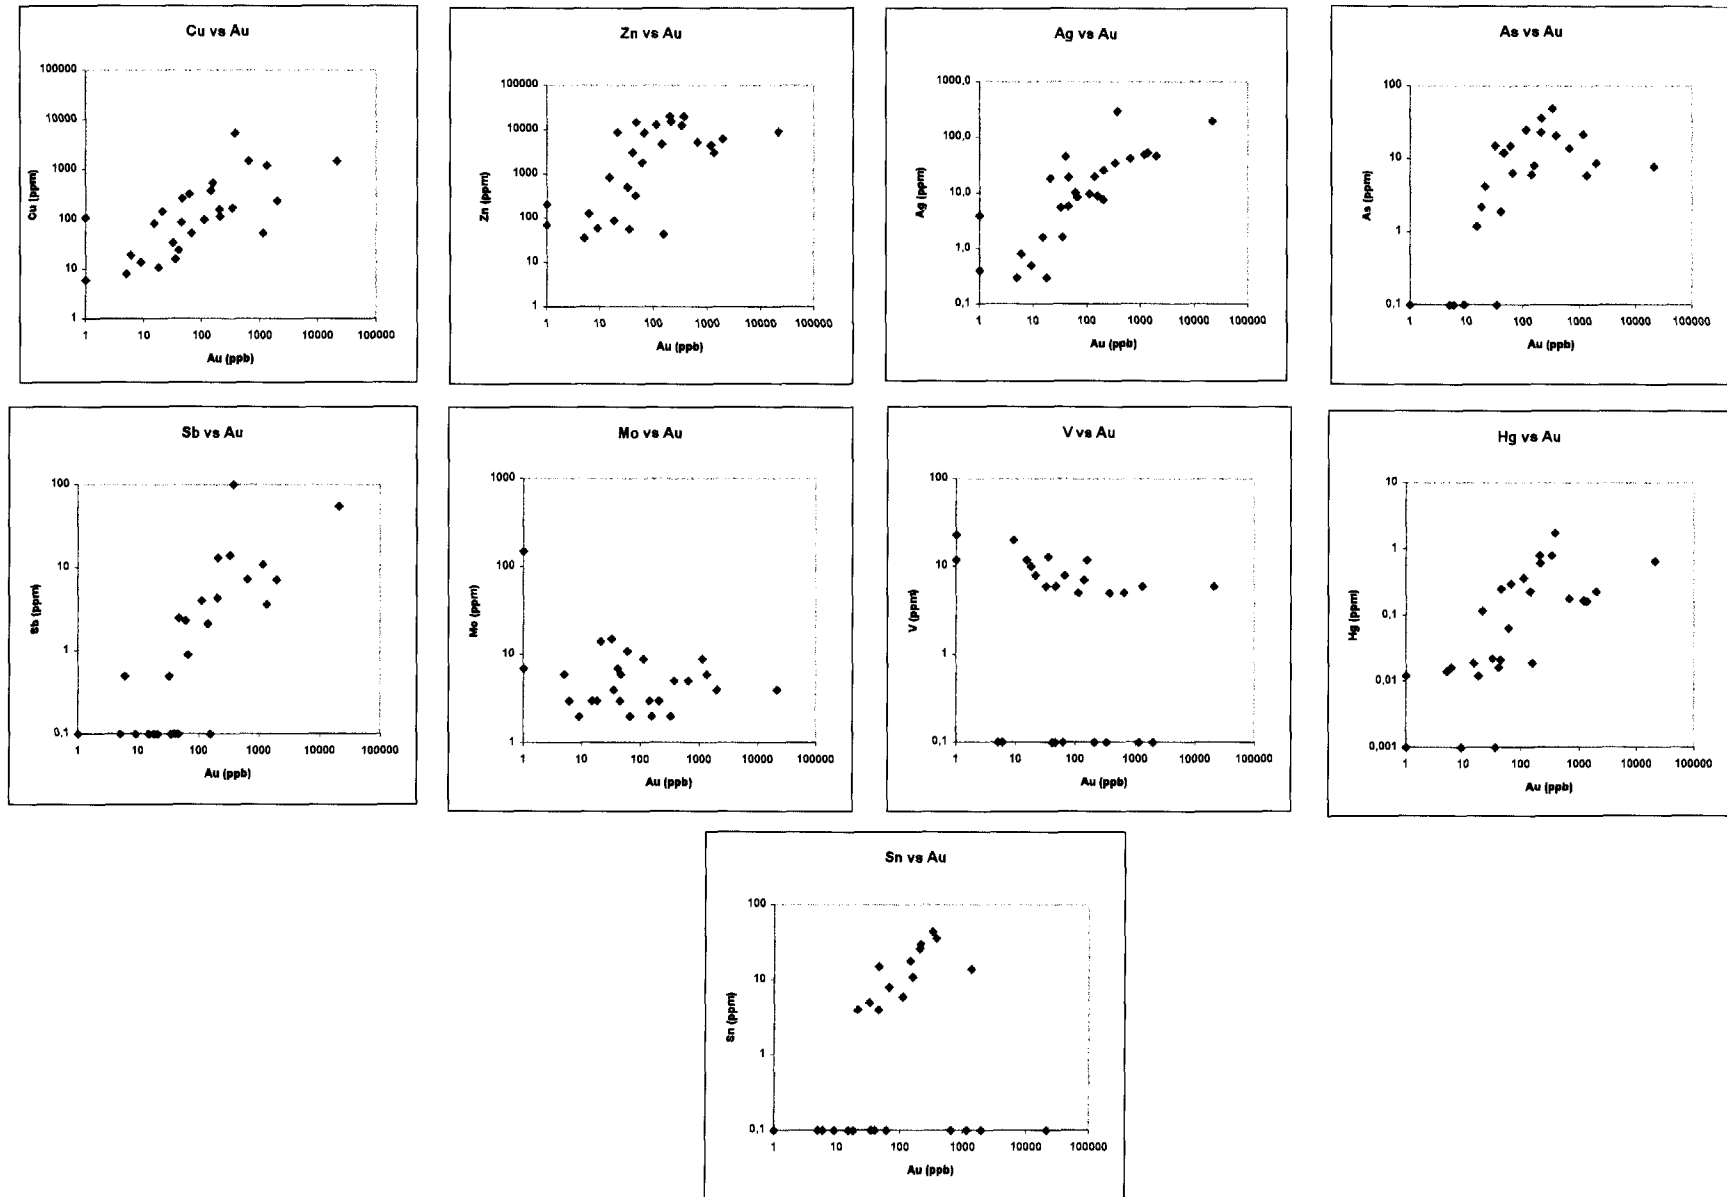 Cu vs Au
100000
10000
1000
100
10
1
Cu (ppm)
1 10 100 1000 10000 100000
Au (ppb)
Zn vs Au
100000
10000
1000
100
10
1
Zn (ppm)
1 10 100 1000 10000 100000
Au (ppb)
Ag vs Au
1000,0
100,0
10,0
1,0
0,1
Ag (ppm)
1 10 100 1000 10000 100000
Au (ppb)
As vs Au
100
10
1
0,1
As (ppm)
1 10 100 1000 10000 100000
Au (ppb)
Sb vs Au
100
10
1
0,1
Sb (ppm)
1 10 100 1000 10000 100000
Au (ppb)
Mo vs Au
1000
100
10
1
Mo (ppm)
1 10 100 1000 10000 100000
Au (ppb)
V vs Au
100
10
1
0,1
V (ppm)
1 10 100 1000 10000 100000
Au (ppb)
Hg vs Au
10
1
0,1
0,01
0,001
Hg (ppm)
1 10 100 1000 10000 100000
Au (ppb)
Sn vs Au
100
10
1
0,1
Sn (ppm)
1 10 100 1000 10000 100000
Au (ppb)